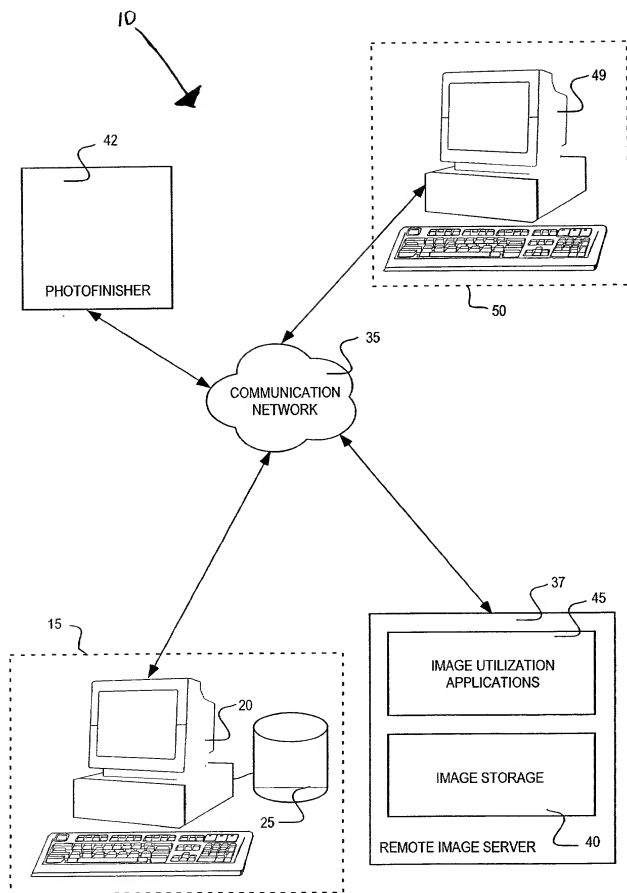 10
49
42
PHOTOFINISHER
50
35
COMMUNICATION
NETWORK
15
20
25
37
45
IMAGE UTILIZATION
APPLICATIONS
IMAGE STORAGE
40
REMOTE IMAGE SERVER